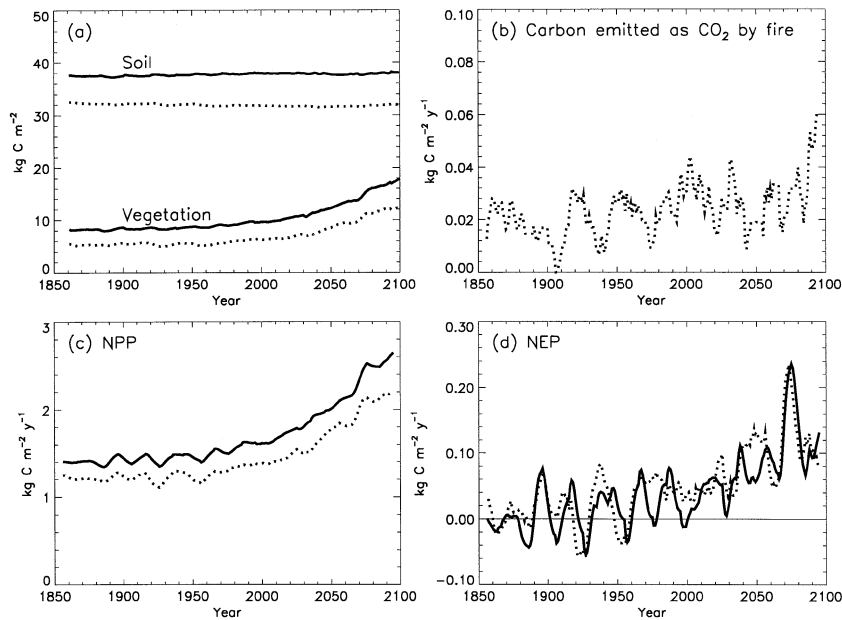 (a)
50
40
30
20
10
0
kg C m⁻²
Soil
Vegetation
1850 1900 1950 2000 2050 2100
Year
(b) Carbon emitted as CO₂ by fire
0.10
0.08
0.06
0.04
0.02
0.00
kg C m⁻² y⁻¹
1850 1900 1950 2000 2050 2100
Year
(c) NPP
3
2
1
0
kg C m⁻² y⁻¹
1850 1900 1950 2000 2050 2100
Year
(d) NEP
0.30
0.20
0.10
0.00
−0.10
kg C m⁻² y⁻¹
1850 1900 1950 2000 2050 2100
Year